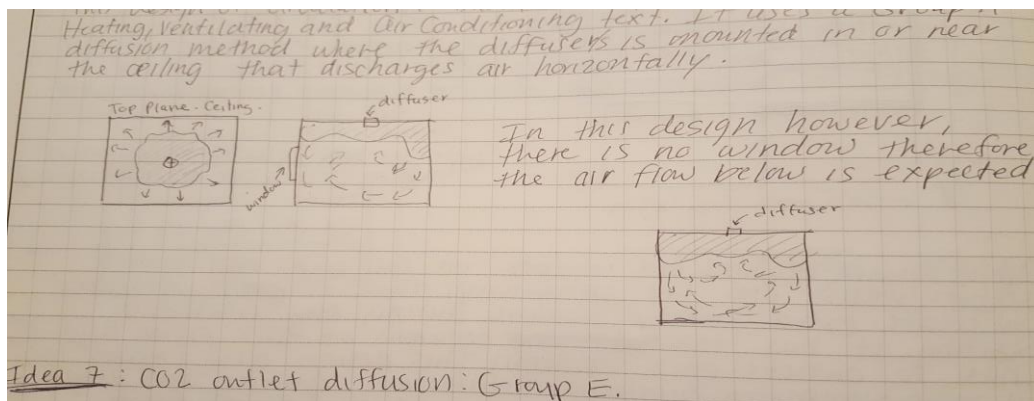 Heating, Ventilating and Air Conditioning text. It uses a Group A
diffusion method where the diffusers is mounted in or near
the ceiling that discharges air horizontally.
Top Plane - Ceiling.
diffuser
window
In this design however,
there is no window therefore
the air flow below is expected
diffuser
Idea 7: CO2 outlet diffusion: Group E.